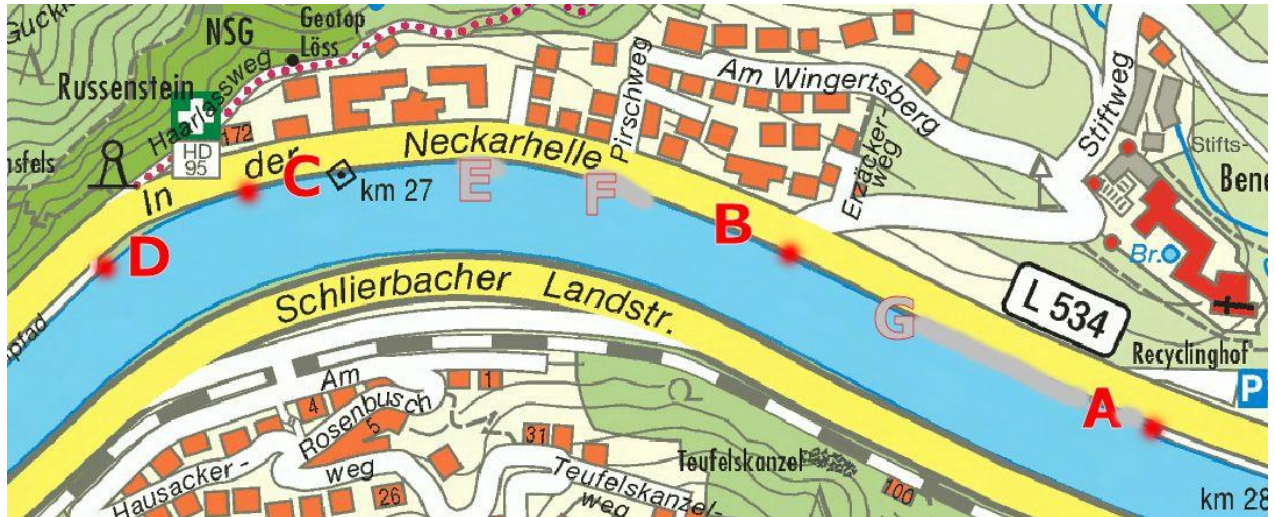 NSG
Geotop
Löss
Russenstein
Haarlassweg
172
HD
95
In der Neckarhelle
Pirschweg
Am Wingertsberg
Erzäcker-
weg
Stiftweg
Stifts-
Bene
Br.
C
km 27
E
F
B
D
G
A
L 534
Recyclinghof
P
Schlierbacher Landstr.
Am
Rosenbusch
weg
1
4
5
31
26
100
Hausacker-
Teufelskanzel-
weg
Teufelskanzel
km 28